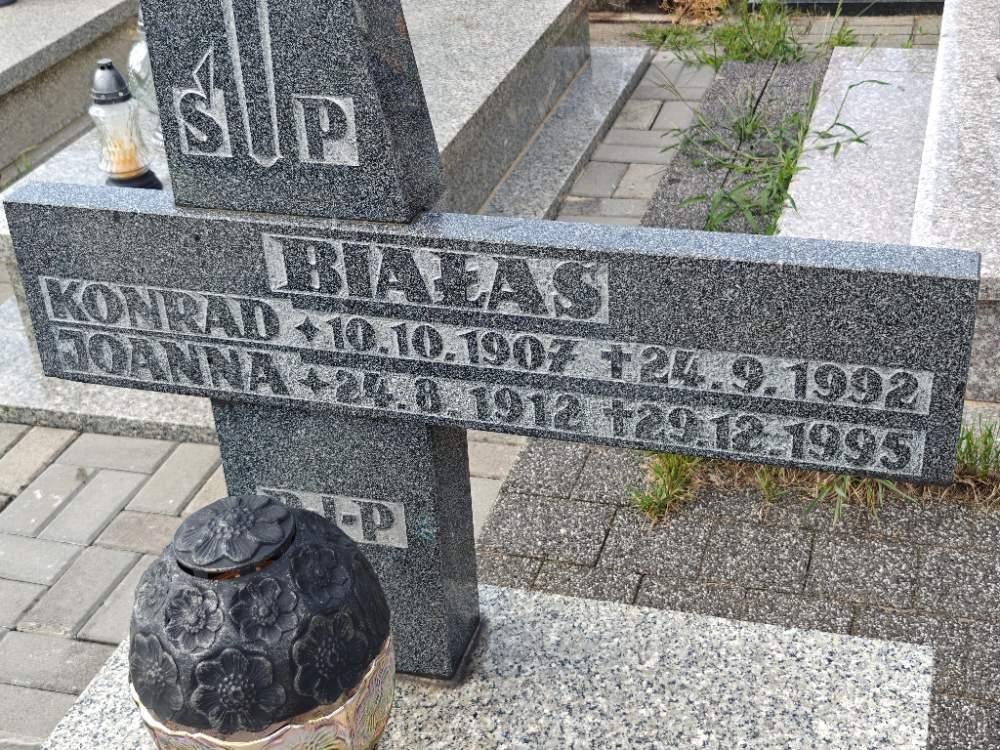 Ś P
BIAŁAS
KONRAD ✦ 10.10.1907 ✝ 24.9.1992
JOANNA ✦ 24.8.1912 ✝ 29.12.1995
R-I-P